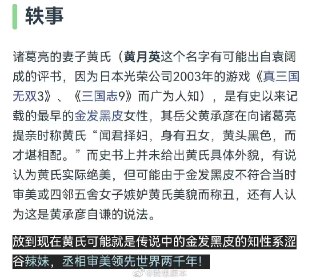 轶事
诸葛亮的妻子黄氏（黄月英这个名字有可能出自袁阔
成的评书，因为日本光荣公司2003年的游戏《真三国
无双3》、《三国志9》而广为人知），是有史以来记
载的最早的金发黑皮女性，其岳父黄承彦在向诸葛亮
提亲时称黄氏“闻君择妇，身有丑女，黄头黑色，而
才堪相配。”而史书上并未给出黄氏具体外貌，有说
认为黄氏实际绝美，但可能由于金发黑皮不符合当时
审美或四邻五舍女子嫉妒黄氏美貌而称丑，还有人认
为这是黄承彦自谦的说法。
放到现在黄氏可能就是传说中的金发黑皮的知性系涩
谷辣妹，丞相审美领先世界两千年！